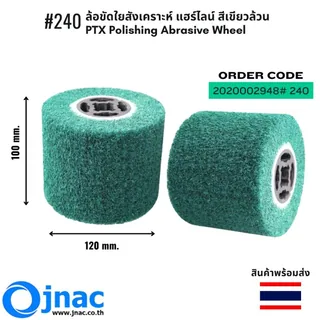 #240 ล้อขัดใยสังเคราะห์ แฮร์ไลน์ สีเขียวล้วน
PTX Polishing Abrasive Wheel
ORDER CODE
2020002948# 240
100 mm.
120 mm.
jnac
www.jnac.co.th
สินค้าพร้อมส่ง